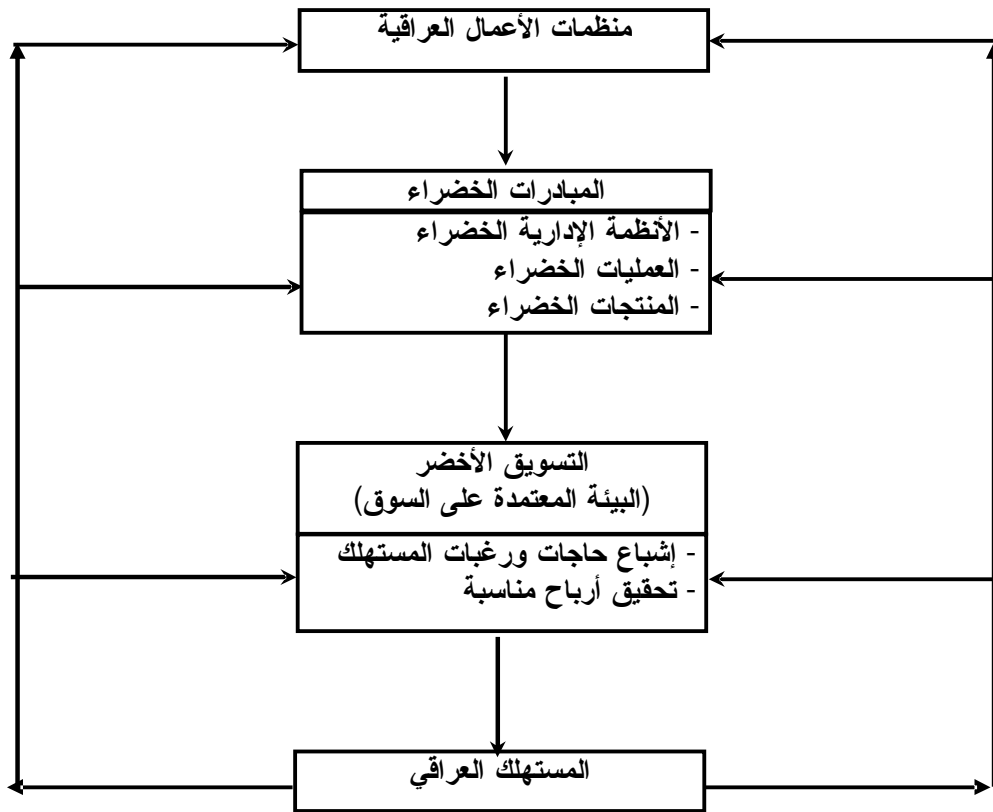 منظمات الأعمال العراقية
المبادرات الخضراء
- الأنظمة الإدارية الخضراء
- العمليات الخضراء
- المنتجات الخضراء
التسويق الأخضر
(البيئة المعتمدة على السوق)
- إشباع حاجات ورغبات المستهلك
- تحقيق أرباح مناسبة
المستهلك العراقي